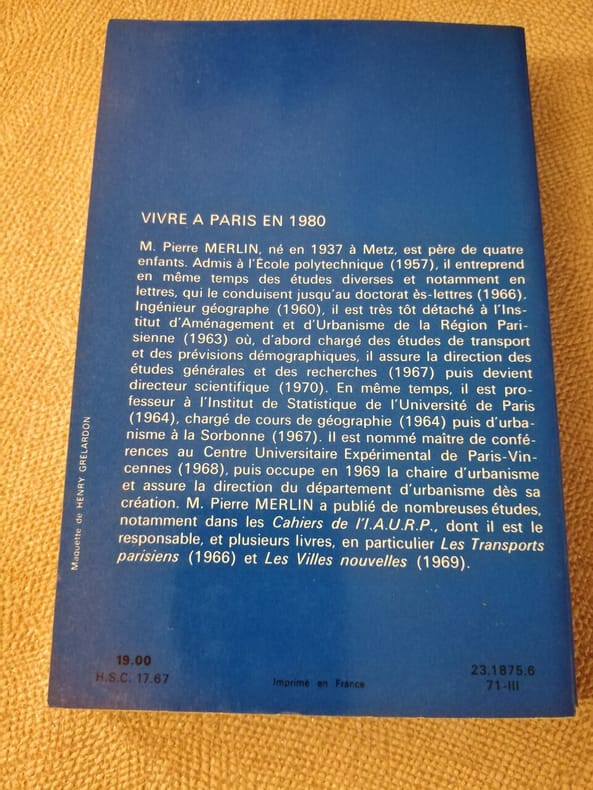 VIVRE A PARIS EN 1980
M. Pierre MERLIN, né en 1937 à Metz, est père de quatre
enfants. Admis à l'École polytechnique (1957), il entreprend
en même temps des études diverses et notamment en
lettres, qui le conduisent jusqu'au doctorat ès-lettres (1966).
Ingénieur géographe (1960), il est très tôt détaché à l'Ins-
titut d'Aménagement et d'Urbanisme de la Région Pari-
sienne (1963) où, d'abord chargé des études de transport
et des prévisions démographiques, il assure la direction des
études générales et des recherches (1967) puis devient
directeur scientifique (1970). En même temps, il est pro-
fesseur à l'Institut de Statistique de l'Université de Paris
(1964), chargé de cours de géographie (1964) puis d'urba-
nisme à la Sorbonne (1967). Il est nommé maître de confé-
rences au Centre Universitaire Expérimental de Paris-Vin-
cennes (1968), puis occupe en 1969 la chaire d'urbanisme
et assure la direction du département d'urbanisme dès sa
création. M. Pierre MERLIN a publié de nombreuses études,
notamment dans les Cahiers de l'I.A.U.R.P., dont il est le
responsable, et plusieurs livres, en particulier Les Transports
parisiens (1966) et Les Villes nouvelles (1969).
Maquette de HENRY GRELARDON
19.00
H.S.C. 17.67
Imprimé en France
23.1875.6
71-III